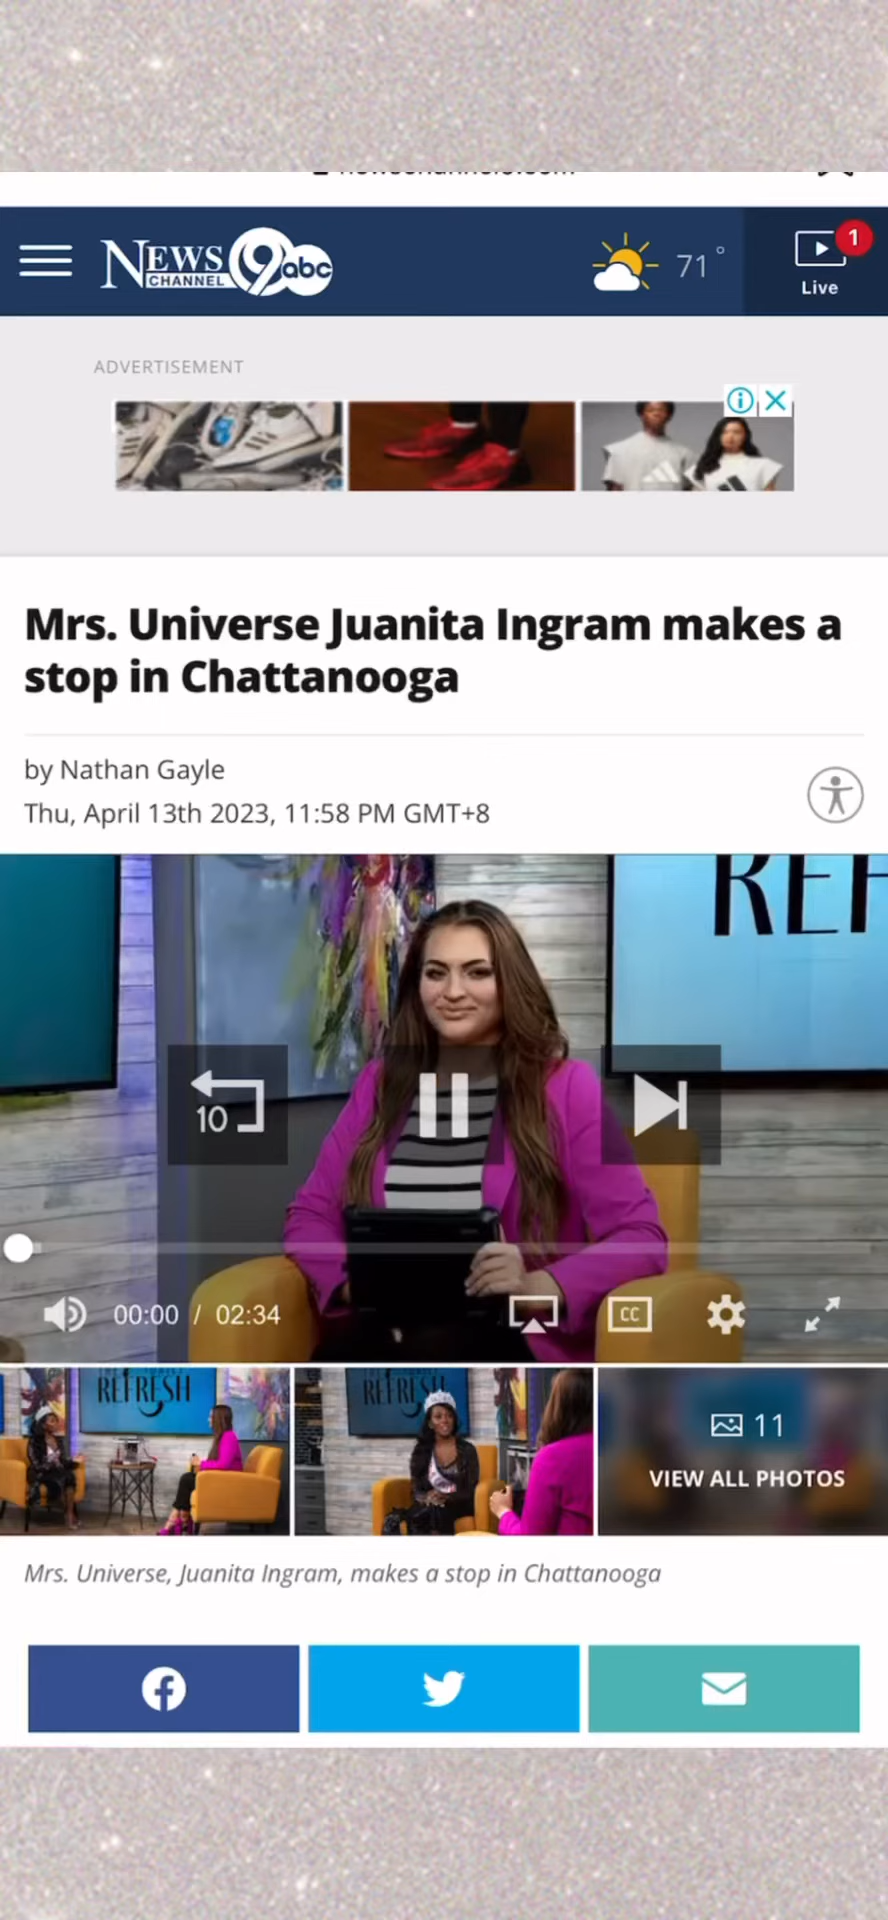 NEWS CHANNEL 9 abc
71°
1
Live
ADVERTISEMENT
Mrs. Universe Juanita Ingram makes a
stop in Chattanooga
by Nathan Gayle
Thu, April 13th 2023, 11:58 PM GMT+8
REF
10
00:00 / 02:34
CC
REFRESH
REFRESH
11
VIEW ALL PHOTOS
Mrs. Universe, Juanita Ingram, makes a stop in Chattanooga